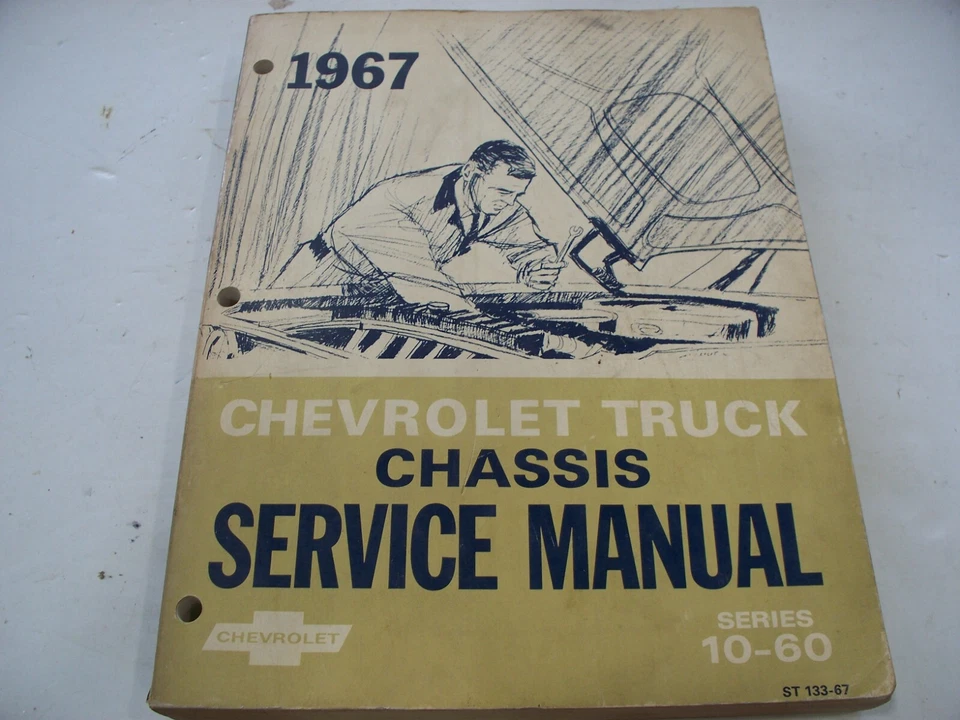 1967
CHEVROLET TRUCK
CHASSIS
SERVICE MANUAL
CHEVROLET
SERIES
10-60
ST 133-67